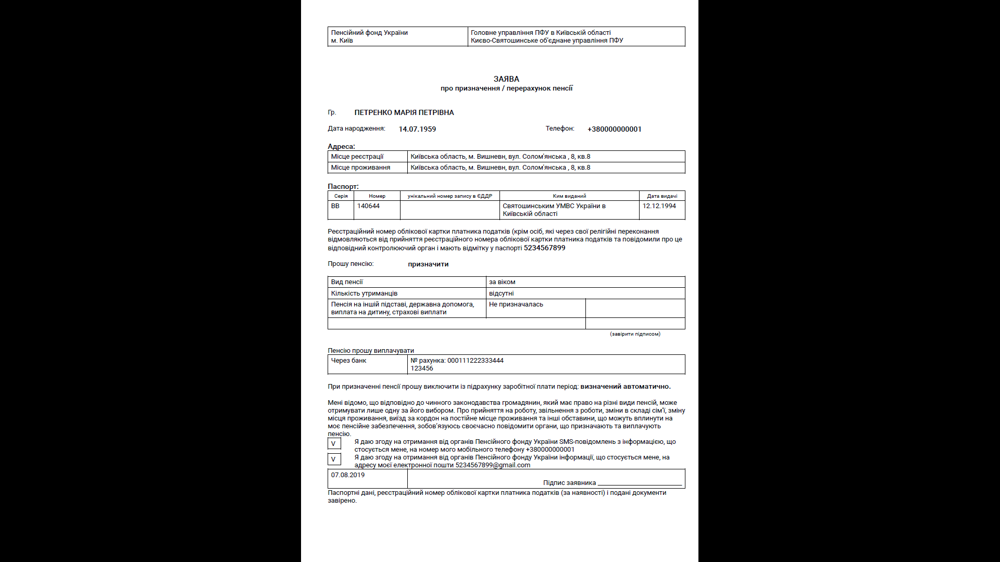 Пенсійний фонд України
м. Київ
Головне управління ПФУ в Київській області
Києво-Святошинське об'єднане управління ПФУ
ЗАЯВА
про призначення / перерахунок пенсії
Гр. ПЕТРЕНКО МАРІЯ ПЕТРІВНА
Дата народження: 14.07.1959 Телефон: +380000000001
Адреса:
Місце реєстрації Київська область, м. Вишневн, вул. Солом'янська , 8, кв.8
Місце проживання Київська область, м. Вишневн, вул. Солом'янська , 8, кв.8
Паспорт:
Серія Номер унікальний номер запису в ЄДДР Ким виданий Дата видачі
ВВ 140644 Святошинським УМВС України в 12.12.1994
Київській області
Реєстраційний номер облікової картки платника податків (крім осіб, які через свої релігійні переконання
відмовляються від прийняття реєстраційного номера облікової картки платника податків та повідомили про це
відповідний контролюючий орган і мають відмітку у паспорті 5234567899
Прошу пенсію: призначити
Вид пенсії за віком
Кількість утриманців відсутні
Пенсія на іншій підставі, державна допомога, Не призначалась
виплата на дитину, страхові виплати
(завірити підписом)
Пенсію прошу виплачувати
Через банк № рахунка: 000111222333444
123456
При призначенні пенсії прошу виключити із підрахунку заробітної плати період: визначений автоматично.
Мені відомо, що відповідно до чинного законодавства громадянин, який має право на різні види пенсій, може
отримувати лише одну за його вибором. Про прийняття на роботу, звільнення з роботи, зміни в складі сім'ї, зміну
місця проживання, виїзд за кордон на постійне місце проживання та інші обставини, що можуть вплинути на
моє пенсійне забезпечення, зобов'язуюсь своєчасно повідомити органи, що призначають та виплачують
пенсію.
V Я даю згоду на отримання від органів Пенсійного фонду України SMS-повідомлень з інформацією, що
стосується мене, на номер мого мобільного телефону +380000000001
V Я даю згоду на отримання від органів Пенсійного фонду України інформації, що стосується мене, на
адресу моєї електронної пошти 5234567899@gmail.com
07.08.2019
Підпис заявника
Паспортні дані, реєстраційний номер облікової картки платника податків (за наявності) і подані документи
завірено.